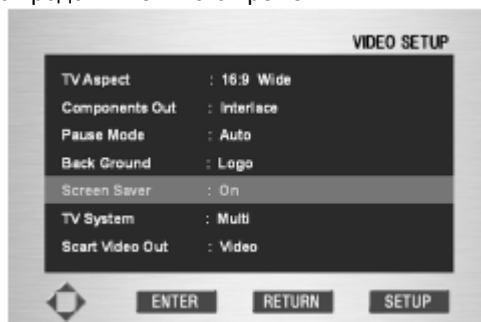 VIDEO SETUP
TV Aspect : 16:9 Wide
Components Out : Interlace
Pause Mode : Auto
Back Ground : Logo
Screen Saver : On
TV System : Multi
Scart Video Out : Video
ENTER RETURN SETUP